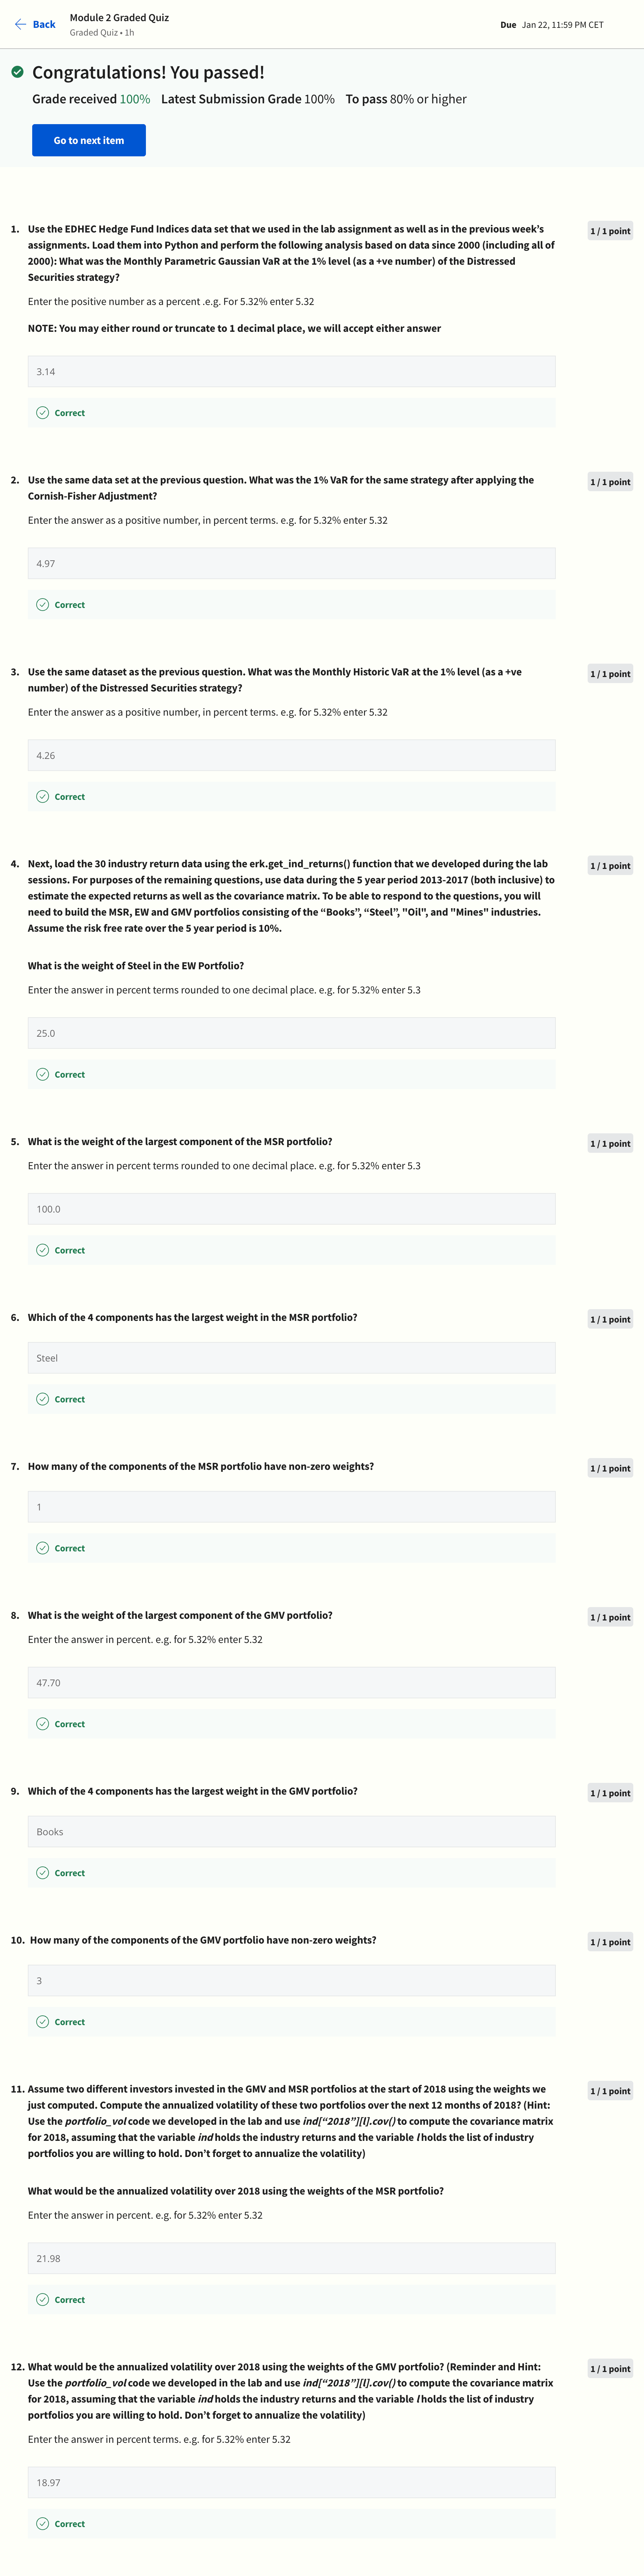 Back
Module 2 Graded Quiz
Graded Quiz • 1h
Due Jan 22, 11:59 PM CET
Congratulations! You passed!
Grade received 100% Latest Submission Grade 100% To pass 80% or higher
Go to next item
1. Use the EDHEC Hedge Fund Indices data set that we used in the lab assignment as well as in the previous week’s
assignments. Load them into Python and perform the following analysis based on data since 2000 (including all of
2000): What was the Monthly Parametric Gaussian VaR at the 1% level (as a +ve number) of the Distressed
Securities strategy?
1 / 1 point
Enter the positive number as a percent .e.g. For 5.32% enter 5.32
NOTE: You may either round or truncate to 1 decimal place, we will accept either answer
3.14
Correct
2. Use the same data set at the previous question. What was the 1% VaR for the same strategy after applying the
Cornish-Fisher Adjustment?
1 / 1 point
Enter the answer as a positive number, in percent terms. e.g. for 5.32% enter 5.32
4.97
Correct
3. Use the same dataset as the previous question. What was the Monthly Historic VaR at the 1% level (as a +ve
number) of the Distressed Securities strategy?
1 / 1 point
Enter the answer as a positive number, in percent terms. e.g. for 5.32% enter 5.32
4.26
Correct
4. Next, load the 30 industry return data using the erk.get_ind_returns() function that we developed during the lab
sessions. For purposes of the remaining questions, use data during the 5 year period 2013-2017 (both inclusive) to
estimate the expected returns as well as the covariance matrix. To be able to respond to the questions, you will
need to build the MSR, EW and GMV portfolios consisting of the “Books”, “Steel”, "Oil", and "Mines" industries.
Assume the risk free rate over the 5 year period is 10%.
1 / 1 point
What is the weight of Steel in the EW Portfolio?
Enter the answer in percent terms rounded to one decimal place. e.g. for 5.32% enter 5.3
25.0
Correct
5. What is the weight of the largest component of the MSR portfolio?
1 / 1 point
Enter the answer in percent terms rounded to one decimal place. e.g. for 5.32% enter 5.3
100.0
Correct
6. Which of the 4 components has the largest weight in the MSR portfolio?
1 / 1 point
Steel
Correct
7. How many of the components of the MSR portfolio have non-zero weights?
1 / 1 point
1
Correct
8. What is the weight of the largest component of the GMV portfolio?
1 / 1 point
Enter the answer in percent. e.g. for 5.32% enter 5.32
47.70
Correct
9. Which of the 4 components has the largest weight in the GMV portfolio?
1 / 1 point
Books
Correct
10. How many of the components of the GMV portfolio have non-zero weights?
1 / 1 point
3
Correct
11. Assume two different investors invested in the GMV and MSR portfolios at the start of 2018 using the weights we
just computed. Compute the annualized volatility of these two portfolios over the next 12 months of 2018? (Hint:
Use the portfolio_vol code we developed in the lab and use ind[“2018”][l].cov() to compute the covariance matrix
for 2018, assuming that the variable ind holds the industry returns and the variable l holds the list of industry
portfolios you are willing to hold. Don’t forget to annualize the volatility)
1 / 1 point
What would be the annualized volatility over 2018 using the weights of the MSR portfolio?
Enter the answer in percent. e.g. for 5.32% enter 5.32
21.98
Correct
12. What would be the annualized volatility over 2018 using the weights of the GMV portfolio? (Reminder and Hint:
Use the portfolio_vol code we developed in the lab and use ind[“2018”][l].cov() to compute the covariance matrix
for 2018, assuming that the variable ind holds the industry returns and the variable l holds the list of industry
portfolios you are willing to hold. Don’t forget to annualize the volatility)
1 / 1 point
Enter the answer in percent terms. e.g. for 5.32% enter 5.32
18.97
Correct